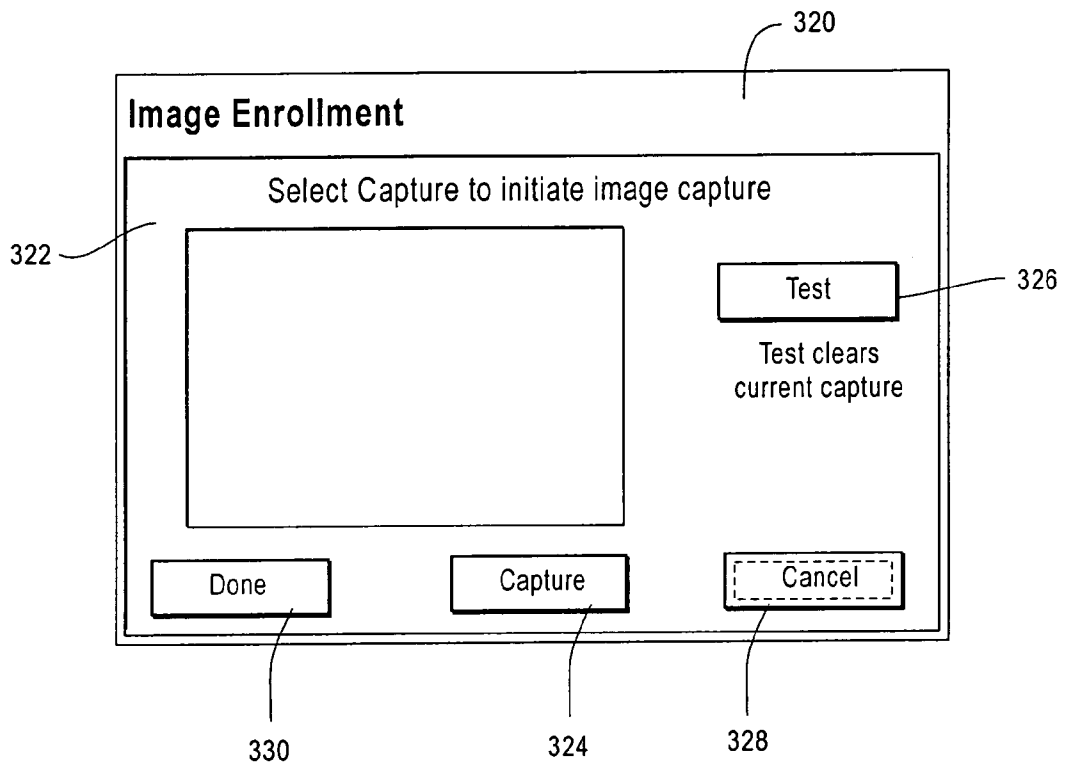 320
Image Enrollment
Select Capture to initiate image capture
322
Test
326
Test clears
current capture
Done
Capture
Cancel
330
324
328